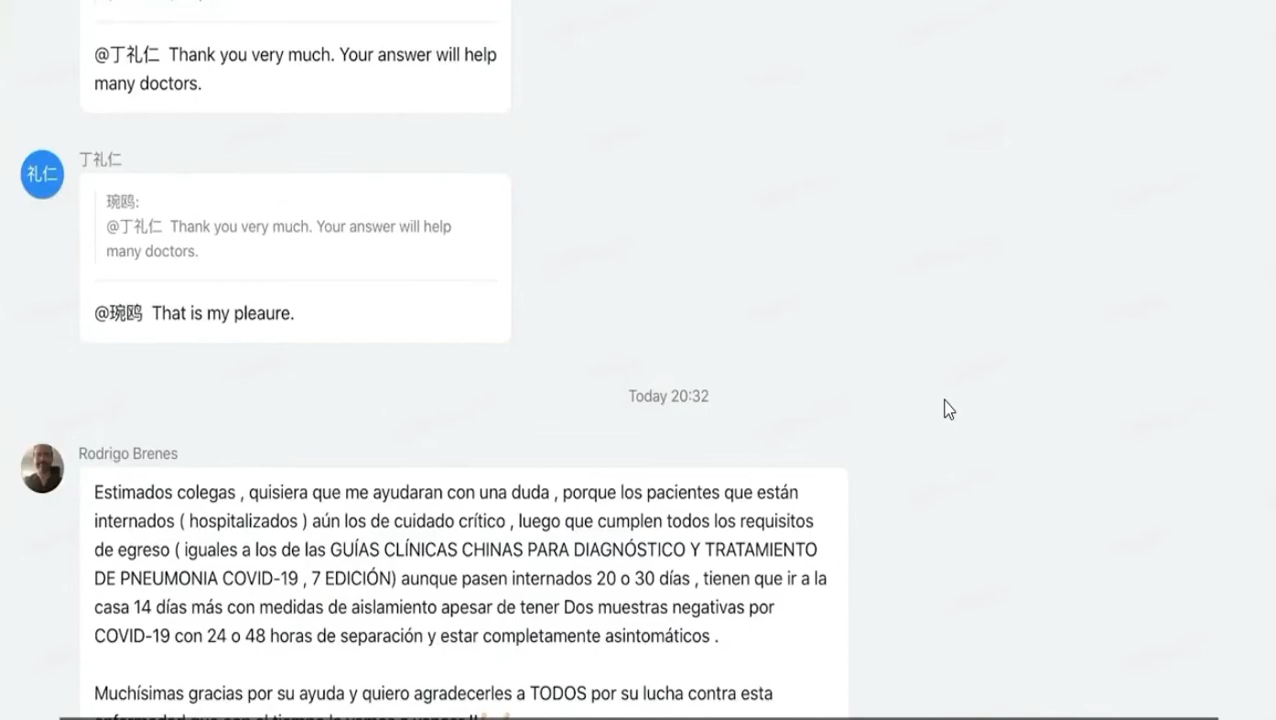 @丁礼仁 Thank you very much. Your answer will help
many doctors.
丁礼仁
礼仁
琬鸥:
@丁礼仁 Thank you very much. Your answer will help
many doctors.
@琬鸥 That is my pleaure.
Today 20:32
Rodrigo Brenes
Estimados colegas , quisiera que me ayudaran con una duda , porque los pacientes que están
internados ( hospitalizados ) aún los de cuidado crítico , luego que cumplen todos los requisitos
de egreso ( iguales a los de las GUÍAS CLÍNICAS CHINAS PARA DIAGNÓSTICO Y TRATAMIENTO
DE PNEUMONIA COVID-19 , 7 EDICIÓN) aunque pasen internados 20 o 30 días , tienen que ir a la
casa 14 días más con medidas de aislamiento apesar de tener Dos muestras negativas por
COVID-19 con 24 o 48 horas de separación y estar completamente asintomáticos .
Muchísimas gracias por su ayuda y quiero agradecerles a TODOS por su lucha contra esta